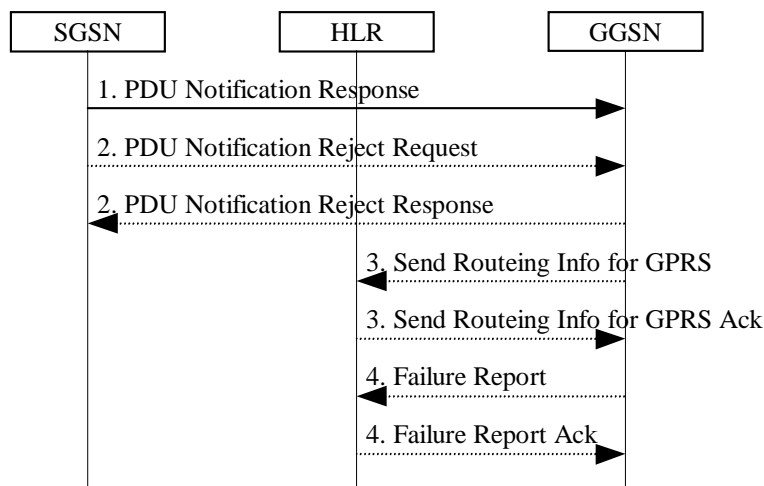 SGSN
HLR
GGSN
1. PDU Notification Response
2. PDU Notification Reject Request
2. PDU Notification Reject Response
3. Send Routeing Info for GPRS
3. Send Routeing Info for GPRS Ack
4. Failure Report
4. Failure Report Ack